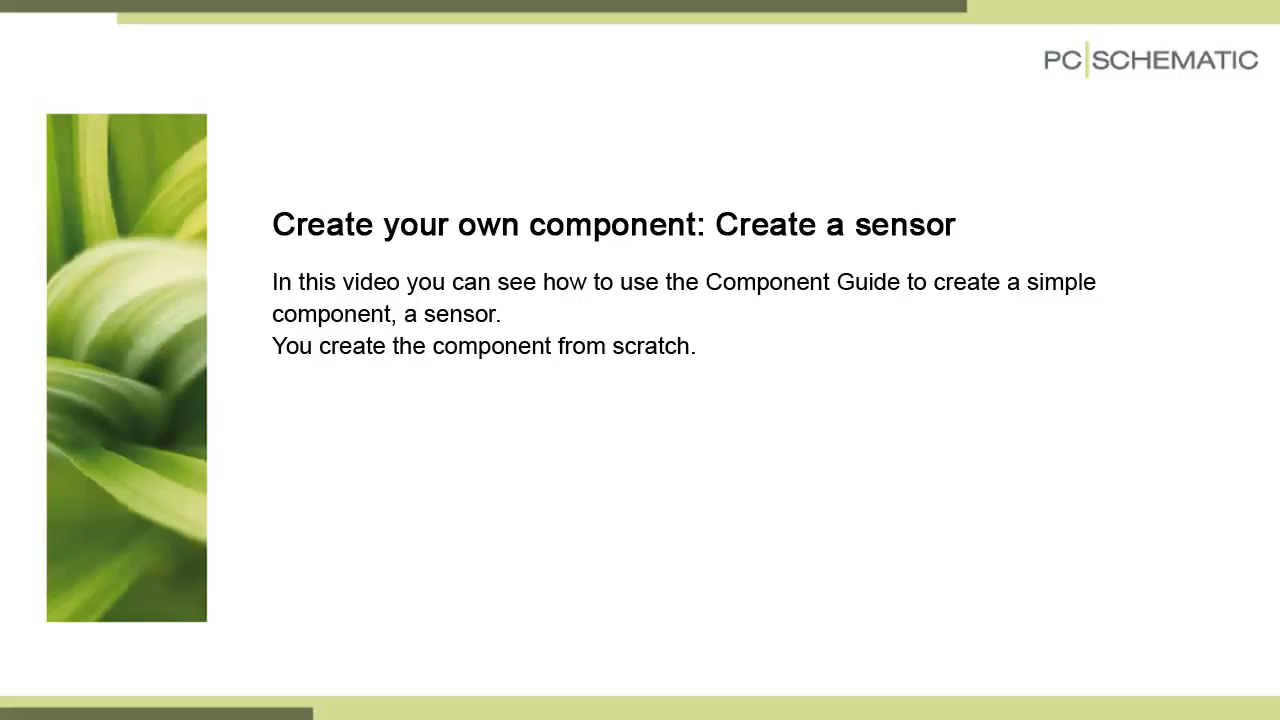 PC|SCHEMATIC
Create your own component: Create a sensor
In this video you can see how to use the Component Guide to create a simple
component, a sensor.
You create the component from scratch.